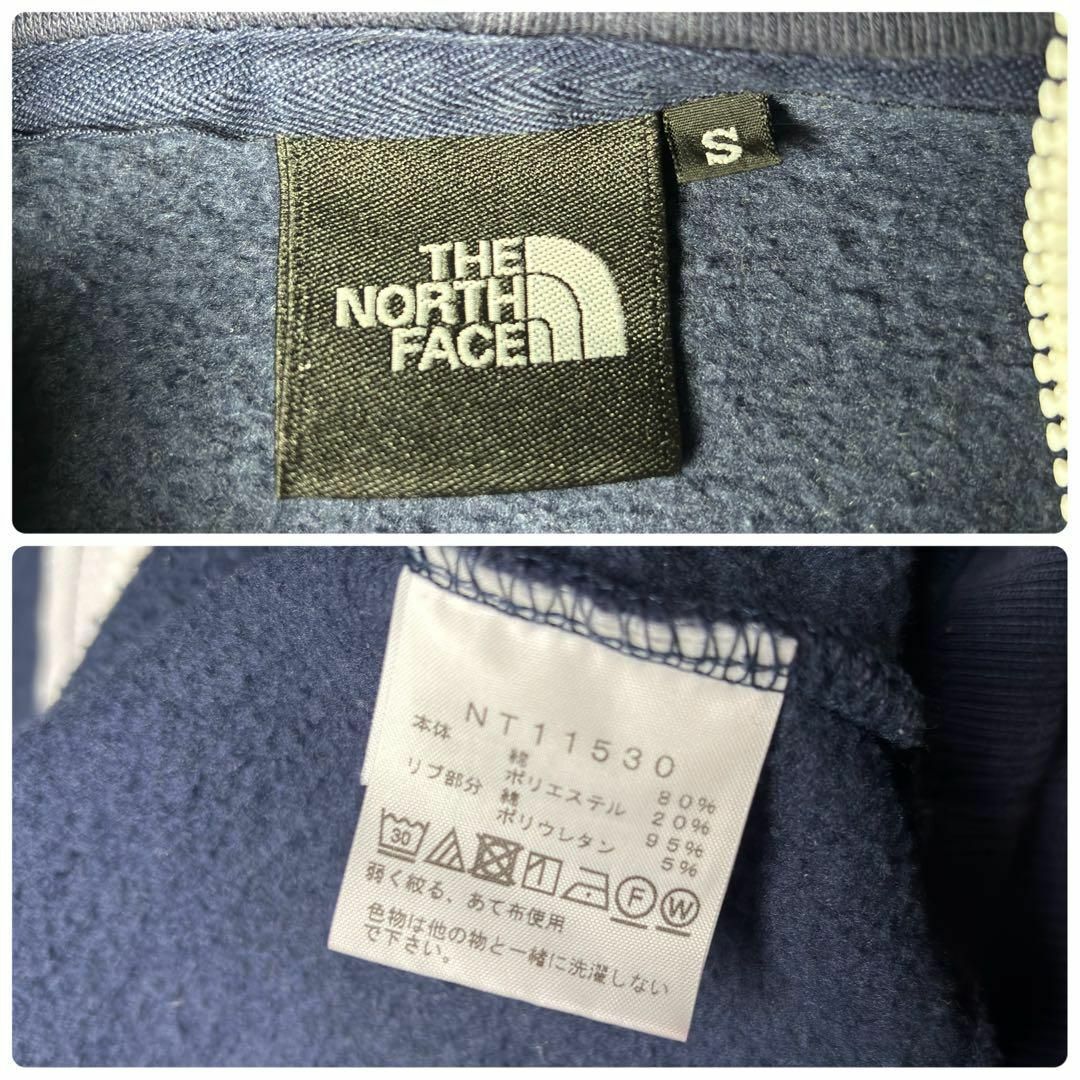 THE
NORTH
FACE
S
NT11530
本体 綿 80%
ポリエステル 20%
リブ部分 綿 95%
ポリウレタン 5%
30
F
W
弱く絞る、あて布使用
色物は他の物と一緒に洗濯しない
で下さい。